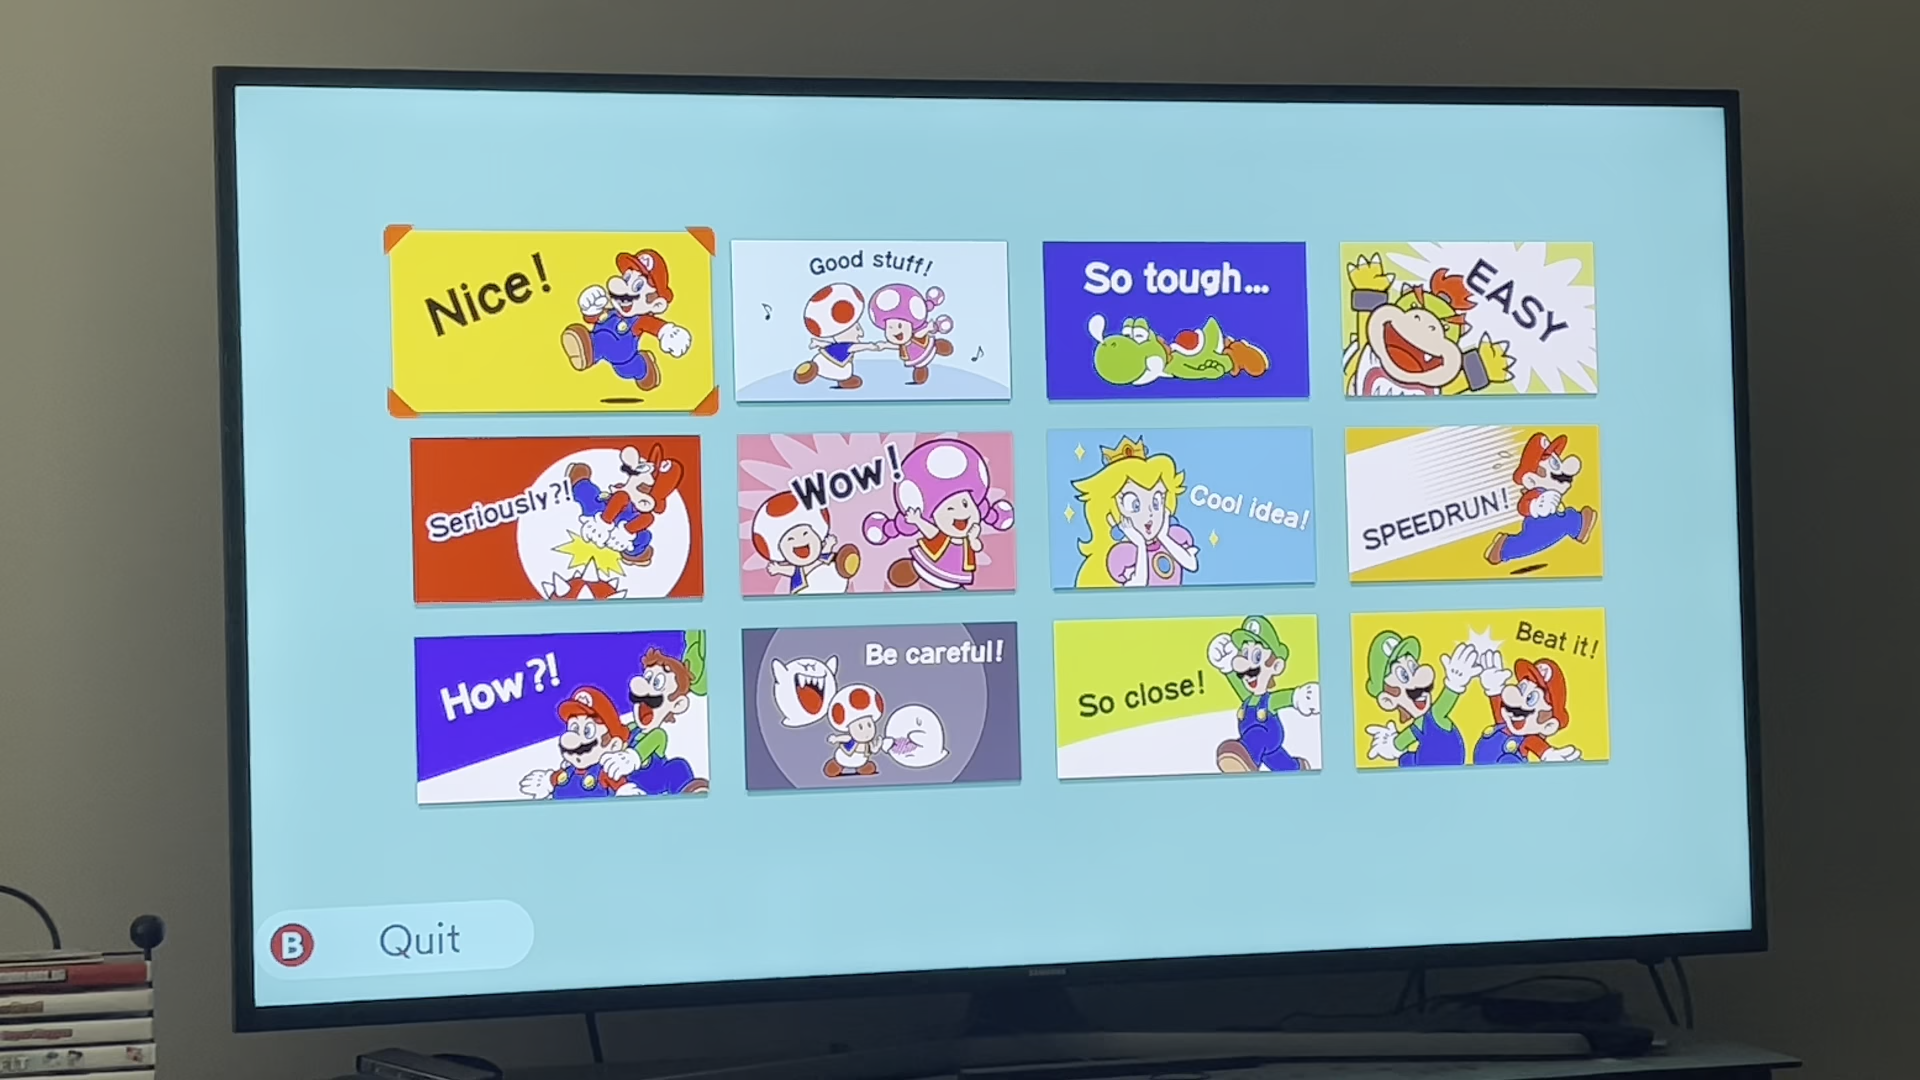 Nice!
Good stuff!
So tough...
EASY
Seriously?!
Wow!
Cool idea!
SPEEDRUN!
How?!
Be careful!
So close!
Beat it!
B Quit
SAMSUNG